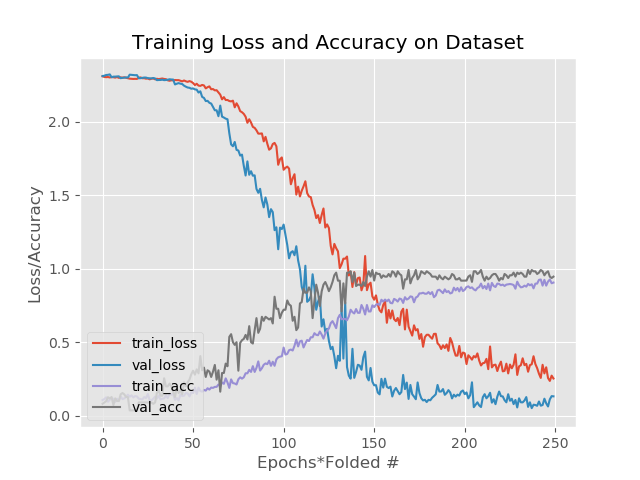 Training Loss and Accuracy on Dataset
Loss/Accuracy
2.0
1.5
1.0
0.5
0.0
train_loss
val_loss
train_acc
val_acc
0
50
100
150
200
250
Epochs*Folded #